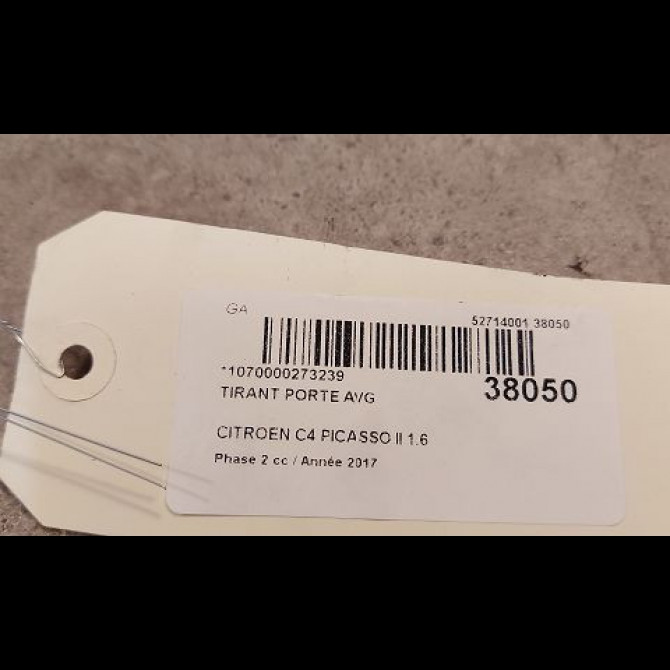 GA 52714001 38050
*1070000273239
38050
TIRANT PORTE AVG
CITROEN C4 PICASSO II 1.6
Phase 2 cc / Année 2017